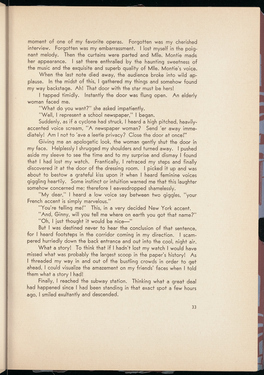 moment of one of my favorite operas. Forgotten was my cherished
interview. Forgotten was my embarrassment. I lost myself in the poig-
nant melody. Then the curtains were parted and Mlle. Montie made
her appearance. I sat there enthralled by the haunting sweetness of
the music and the exquisite and superb quality of Mlle. Montie's voice.
When the last note died away, the audience broke into wild ap-
plause. In the midst of this, I gathered my things and somehow found
my way backstage. Ah! That door with the star must be hers!
I tapped timidly. Instantly the door was flung open. An elderly
woman faced me.
"What do you want?" she asked impatiently.
"Well, I represent a school newspaper," I began.
Suddenly, as if a cyclone had struck, I heard a high pitched, heavily-
accented voice scream, "A newspaper woman? Send 'er away imme-
diately! Am I not to 'ave a leetle privacy? Close the door at once!"
Giving me an apologetic look, the woman gently shut the door in
my face. Helplessly I shrugged my shoulders and turned away. I pushed
aside my sleeve to see the time and to my surprise and dismay I found
that I had lost my watch. Frantically, I retraced my steps and finally
discovered it at the door of the dressing room. I picked it up and was
about to bestow a grateful kiss upon it when I heard feminine voices
giggling heartily. Some instinct or intuition warned me that this laughter
somehow concerned me; therefore I eavesdropped shamelessly.
"My dear," I heard a low voice say between two giggles, "your
French accent is simply marvelous."
"You're telling me!" This, in a very decided New York accent.
"And, Ginny, will you tell me where on earth you got that name?"
"Oh, I just thought it would be nice—"
But I was destined never to hear the conclusion of that sentence,
for I heard footsteps in the corridor coming in my direction. I scam-
pered hurriedly down the back entrance and out into the cool, night air.
What a story! To think that if I hadn't lost my watch I would have
missed what was probably the largest scoop in the paper's history! As
I threaded my way in and out of the bustling crowds in order to get
ahead, I could visualize the amazement on my friends' faces when I told
them what a story I had!
Finally, I reached the subway station. Thinking what a great deal
had happened since I had been standing in that exact spot a few hours
ago, I smiled exultantly and descended.